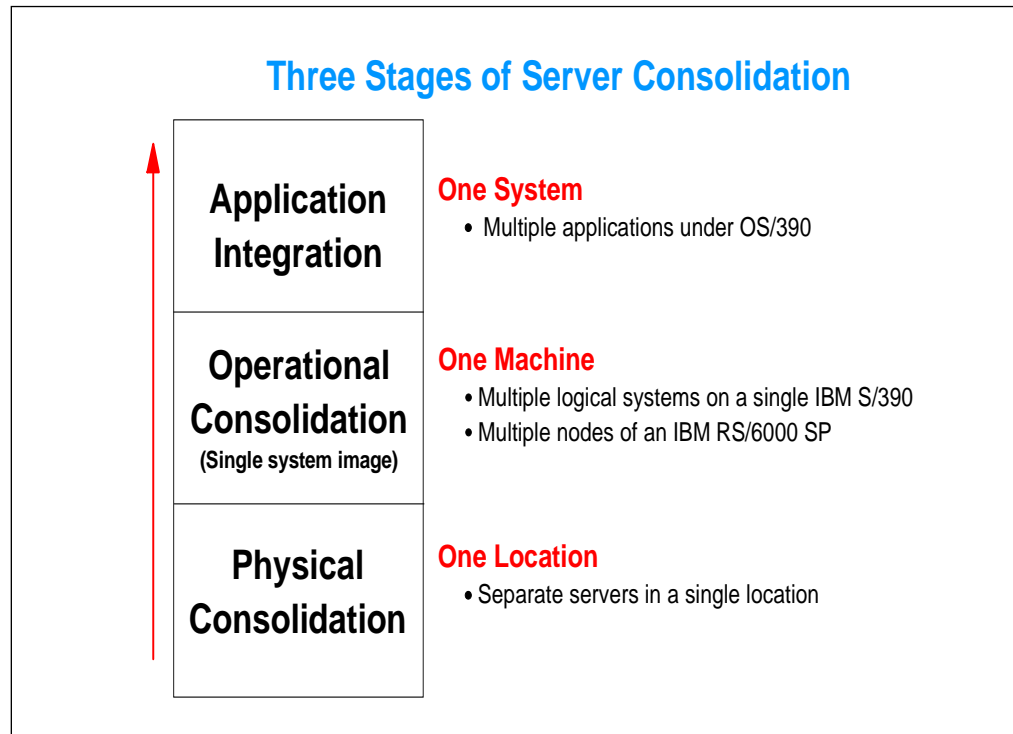 Three Stages of Server Consolidation
Application
Integration
One System
• Multiple applications under OS/390
Operational
Consolidation
(Single system image)
One Machine
• Multiple logical systems on a single IBM S/390
• Multiple nodes of an IBM RS/6000 SP
Physical
Consolidation
One Location
• Separate servers in a single location